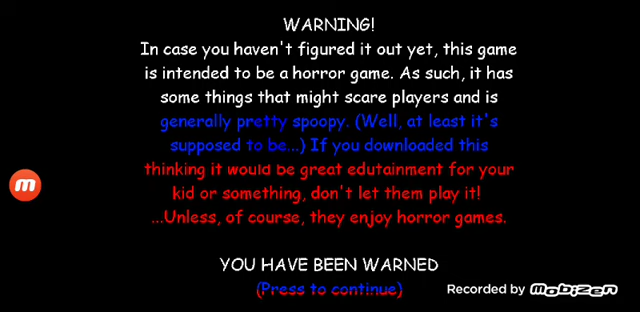 WARNING!
In case you haven't figured it out yet, this game
is intended to be a horror game. As such, it has
some things that might scare players and is
generally pretty spoopy. (Well, at least it's
supposed to be...) If you downloaded this
thinking it would be great edutainment for your
kid or something, don't let them play it!
...Unless, of course, they enjoy horror games.
YOU HAVE BEEN WARNED
(Press to continue)
Recorded by mobizen